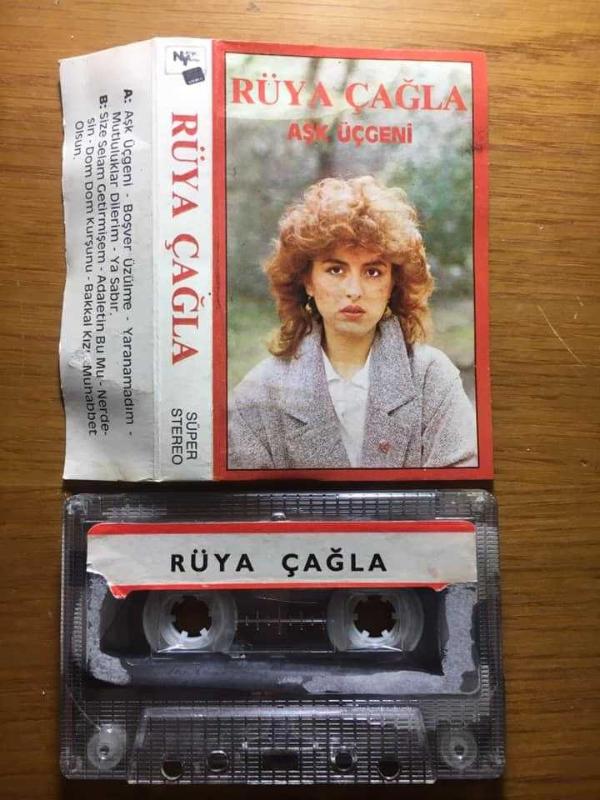 RÜYA ÇAĞLA
AŞK ÜÇGENİ
RÜYA ÇAĞLA
SÜPER
STEREO
A: Aşk Üçgeni - Boşver Üzülme - Yaranamadım -
Mutluluklar Dilerim - Ya Sabır.
B: Size Selam Getirmişem - Adaletin Bu Mu - Nerde-
sin - Dom Dom Kurşunu - Bakkal Kızı - Muhabbet
Olsun.
RÜYA ÇAĞLA